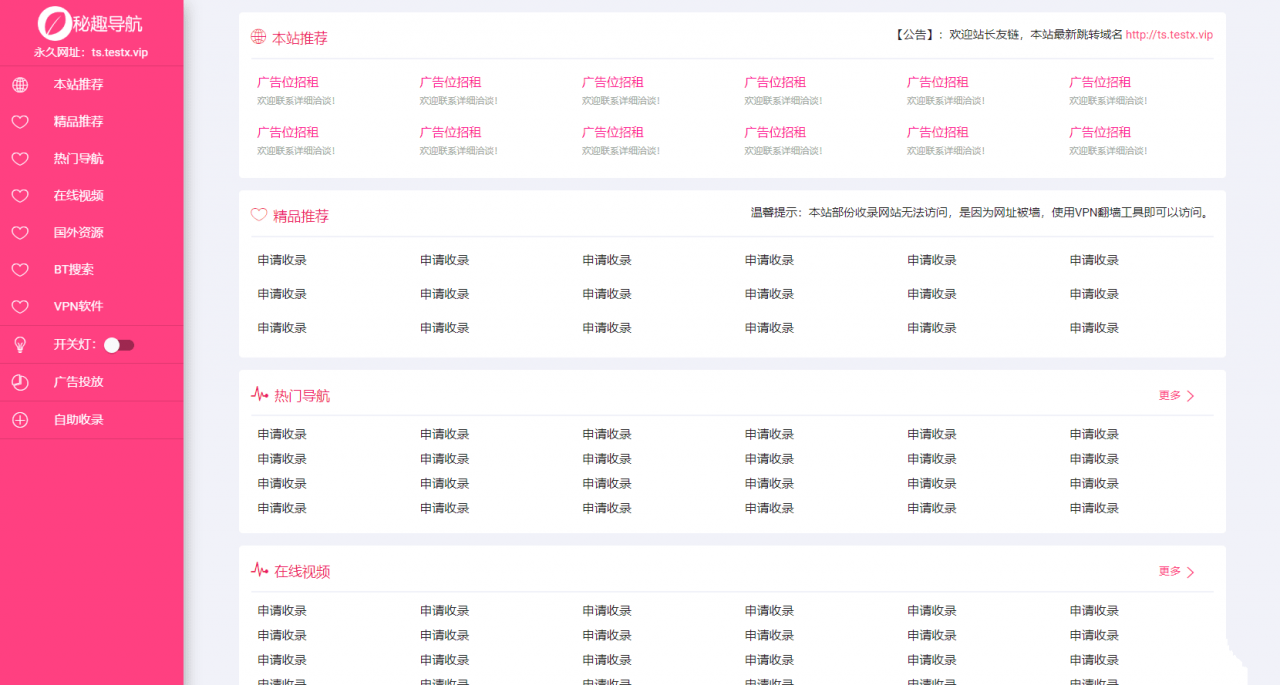 秘趣导航
永久网址：ts.testx.vip
本站推荐
精品推荐
热门导航
在线视频
国外资源
BT搜索
VPN软件
开关灯：
广告投放
自助收录
本站推荐
【公告】：欢迎站长友链，本站最新跳转域名 http://ts.testx.vip
广告位招租 广告位招租 广告位招租 广告位招租 广告位招租 广告位招租
欢迎联系详细洽谈！ 欢迎联系详细洽谈！ 欢迎联系详细洽谈！ 欢迎联系详细洽谈！ 欢迎联系详细洽谈！ 欢迎联系详细洽谈！
广告位招租 广告位招租 广告位招租 广告位招租 广告位招租 广告位招租
欢迎联系详细洽谈！ 欢迎联系详细洽谈！ 欢迎联系详细洽谈！ 欢迎联系详细洽谈！ 欢迎联系详细洽谈！ 欢迎联系详细洽谈！
精品推荐
温馨提示：本站部份收录网站无法访问，是因为网址被墙，使用VPN翻墙工具即可以访问。
申请收录 申请收录 申请收录 申请收录 申请收录 申请收录
申请收录 申请收录 申请收录 申请收录 申请收录 申请收录
申请收录 申请收录 申请收录 申请收录 申请收录 申请收录
热门导航
更多
申请收录 申请收录 申请收录 申请收录 申请收录 申请收录
申请收录 申请收录 申请收录 申请收录 申请收录 申请收录
申请收录 申请收录 申请收录 申请收录 申请收录 申请收录
申请收录 申请收录 申请收录 申请收录 申请收录 申请收录
在线视频
更多
申请收录 申请收录 申请收录 申请收录 申请收录 申请收录
申请收录 申请收录 申请收录 申请收录 申请收录 申请收录
申请收录 申请收录 申请收录 申请收录 申请收录 申请收录
申请收录 申请收录 申请收录 申请收录 申请收录 申请收录